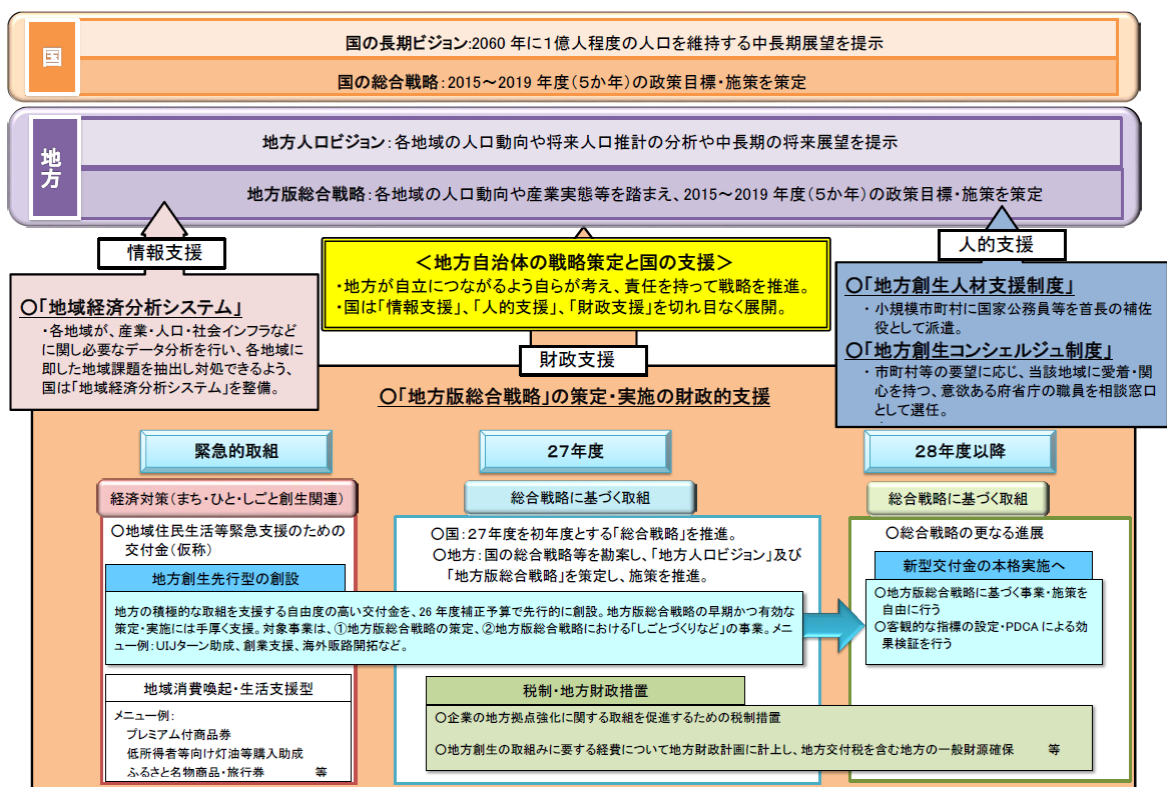 国
国の長期ビジョン:2060 年に1億人程度の人口を維持する中長期展望を提示
国の総合戦略:2015～2019 年度(5か年)の政策目標・施策を策定
地方
地方人口ビジョン:各地域の人口動向や将来人口推計の分析や中長期の将来展望を提示
地方版総合戦略:各地域の人口動向や産業実態等を踏まえ、2015～2019 年度(5か年)の政策目標・施策を策定
情報支援
〇「地域経済分析システム」
・各地域が、産業・人口・社会インフラなど
に関し必要なデータ分析を行い、各地域に
即した地域課題を抽出し対処できるよう、
国は「地域経済分析システム」を整備。
＜地方自治体の戦略策定と国の支援＞
・地方が自立につながるよう自らが考え、責任を持って戦略を推進。
・国は「情報支援」、「人的支援」、「財政支援」を切れ目なく展開。
人的支援
〇「地方創生人材支援制度」
・小規模市町村に国家公務員等を首長の補佐
役として派遣。
〇「地方創生コンシェルジュ制度」
・市町村等の要望に応じ、当該地域に愛着・関
心を持つ、意欲ある府省庁の職員を相談窓口
として選任。
財政支援
〇「地方版総合戦略」の策定・実施の財政的支援
緊急的取組
経済対策(まち・ひと・しごと創生関連)
〇地域住民生活等緊急支援のための
交付金(仮称)
地方創生先行型の創設
地方の積極的な取組を支援する自由度の高い交付金を、26 年度補正予算で先行的に創設。地方版総合戦略の早期かつ有効な
策定・実施には手厚く支援。対象事業は、①地方版総合戦略の策定、②地方版総合戦略における「しごとづくりなど」の事業。メニ
ュー例:UIJターン助成、創業支援、海外販路開拓など。
地域消費喚起・生活支援型
メニュー例:
プレミアム付商品券
低所得者等向け灯油等購入助成
ふるさと名物商品・旅行券 等
27年度
総合戦略に基づく取組
〇国:27年度を初年度とする「総合戦略」を推進。
〇地方:国の総合戦略等を勘案し、「地方人口ビジョン」及び
「地方版総合戦略」を策定し、施策を推進。
税制・地方財政措置
〇企業の地方拠点強化に関する取組を促進するための税制措置
〇地方創生の取組みに要する経費について地方財政計画に計上し、地方交付税を含む地方の一般財源確保 等
28年度以降
総合戦略に基づく取組
〇総合戦略の更なる進展
新型交付金の本格実施へ
〇地方版総合戦略に基づく事業・施策を
自由に行う
〇客観的な指標の設定・PDCA による効
果検証を行う